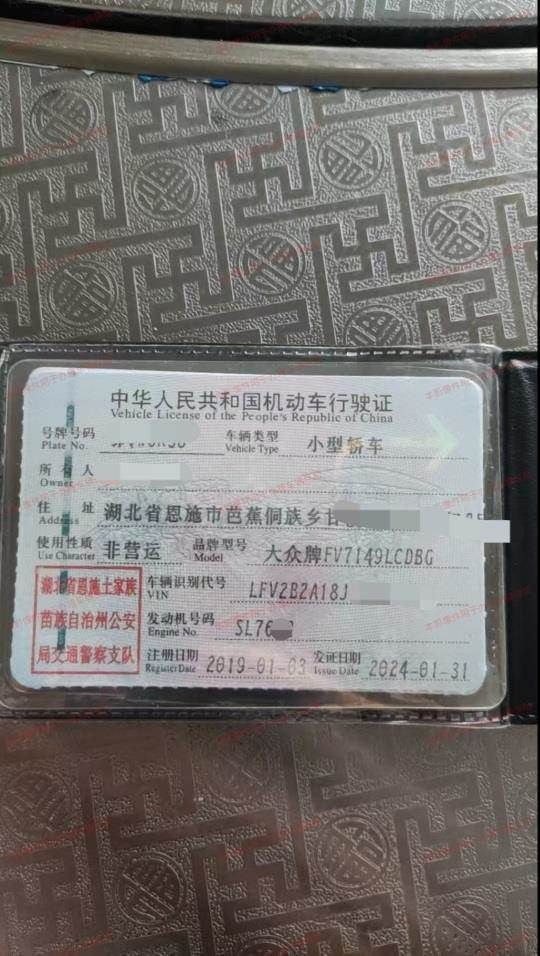 中华人民共和国机动车行驶证
Vehicle License of the People's Republic of China
号牌号码
Plate No.
车辆类型
Vehicle Type
小型轿车
所有人
Owner
住址
Address
湖北省恩施市芭蕉侗族乡甘
使用性质
Use Character
非营运
品牌型号
Model
大众牌FV7149LCDBG
湖北省恩施土家族
苗族自治州公安
局交通警察支队
车辆识别代号
VIN
LFV2B2A18J
发动机号码
Engine No.
SL76
注册日期
Register Date
2019-01-03
发证日期
Issue Date
2024-01-31